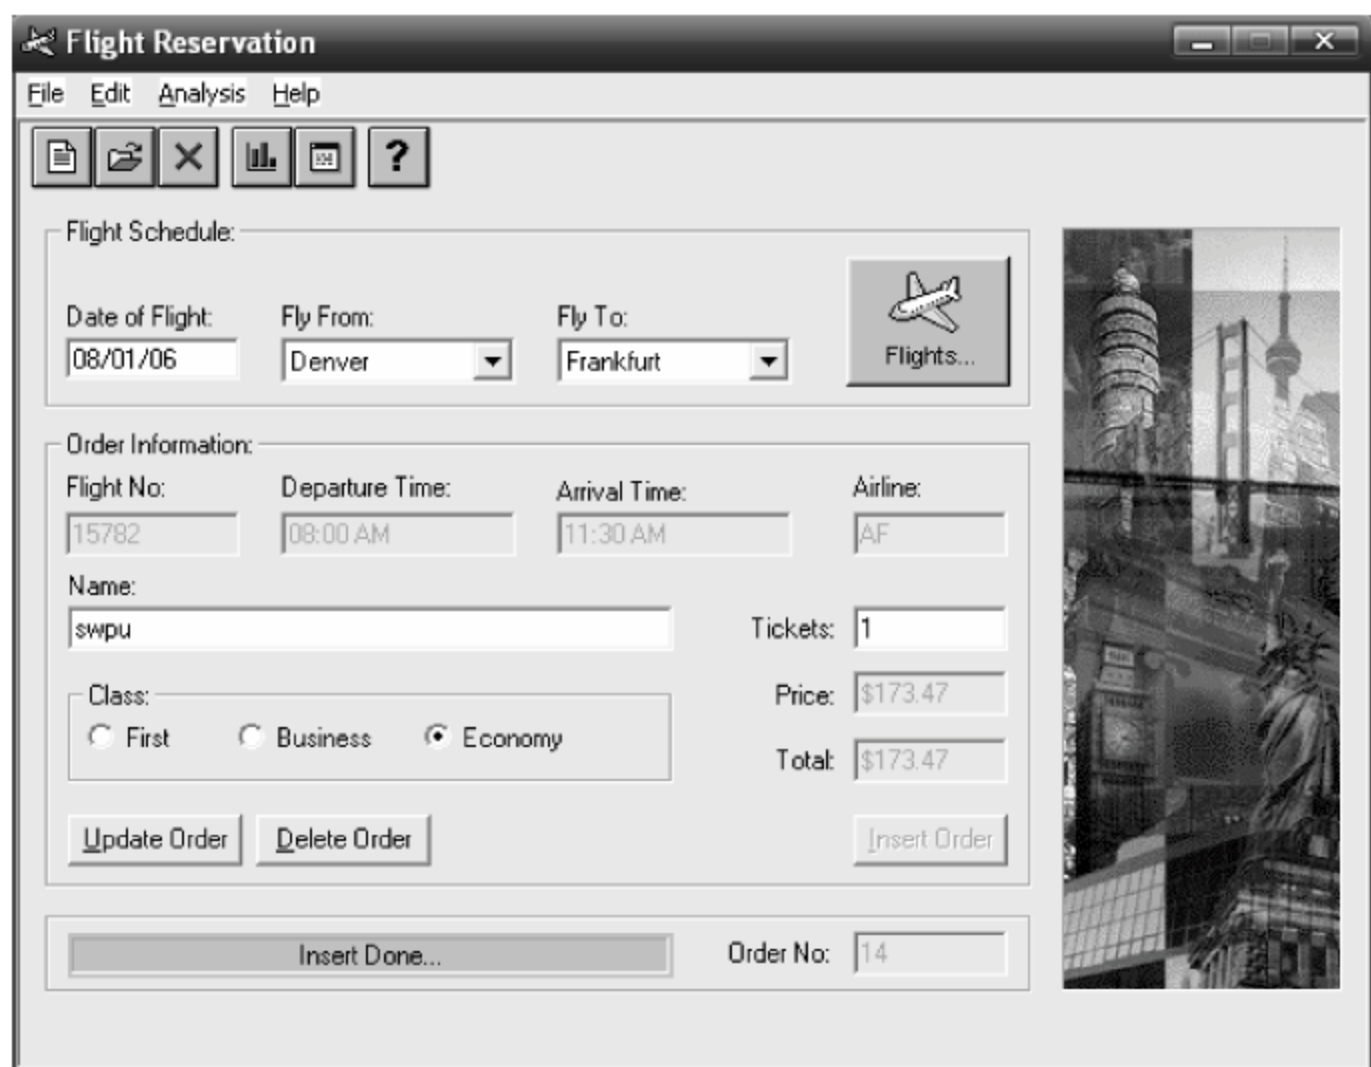 Flight Reservation
File Edit Analysis Help
?
Flight Schedule:
Date of Flight: Fly From: Fly To:
08/01/06 Denver Frankfurt Flights...
Order Information:
Flight No: Departure Time: Arrival Time: Airline:
15782 08:00 AM 11:30 AM AF
Name:
swpu Tickets: 1
Class: Price: $173.47
First Business Economy
Total: $173.47
Update Order Delete Order Insert Order
Insert Done... Order No: 14